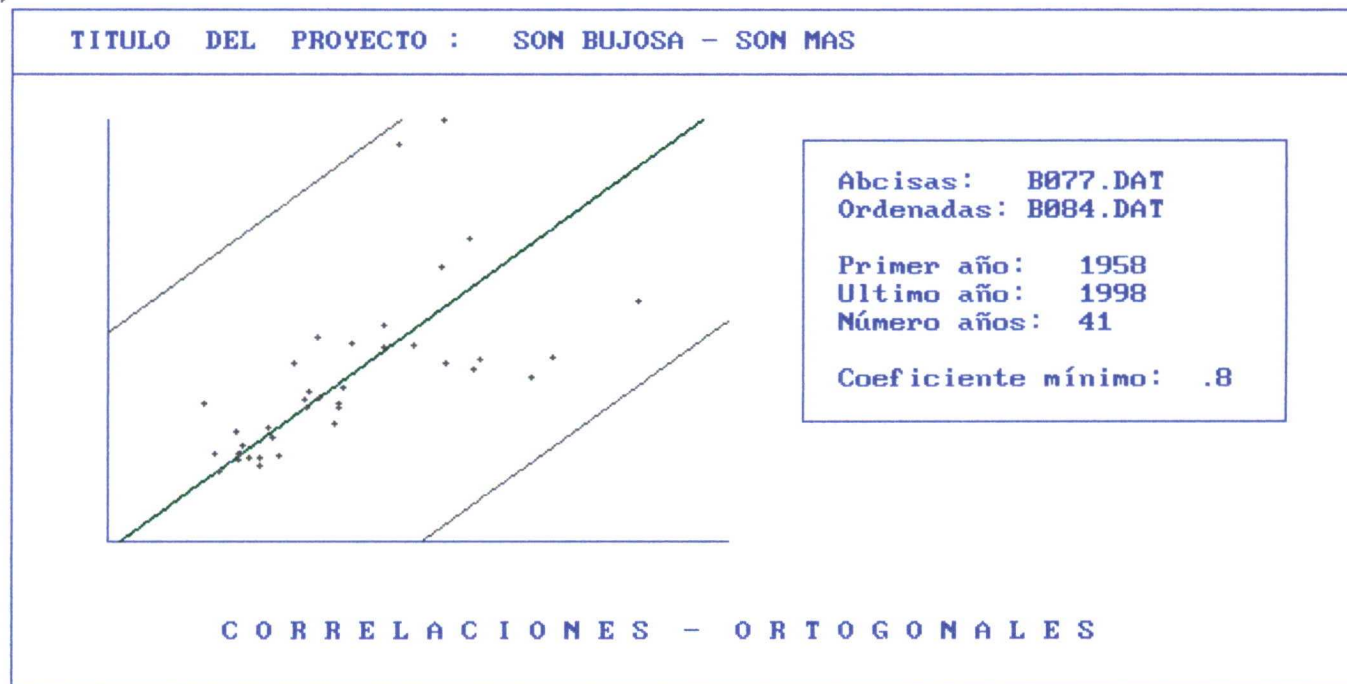 TITULO DEL PROYECTO : SON BUJOSA - SON MAS
Abcisas: B077.DAT
Ordenadas: B084.DAT
Primer año: 1958
Ultimo año: 1998
Número años: 41
Coeficiente mínimo: .8
C O R R E L A C I O N E S - O R T O G O N A L E S